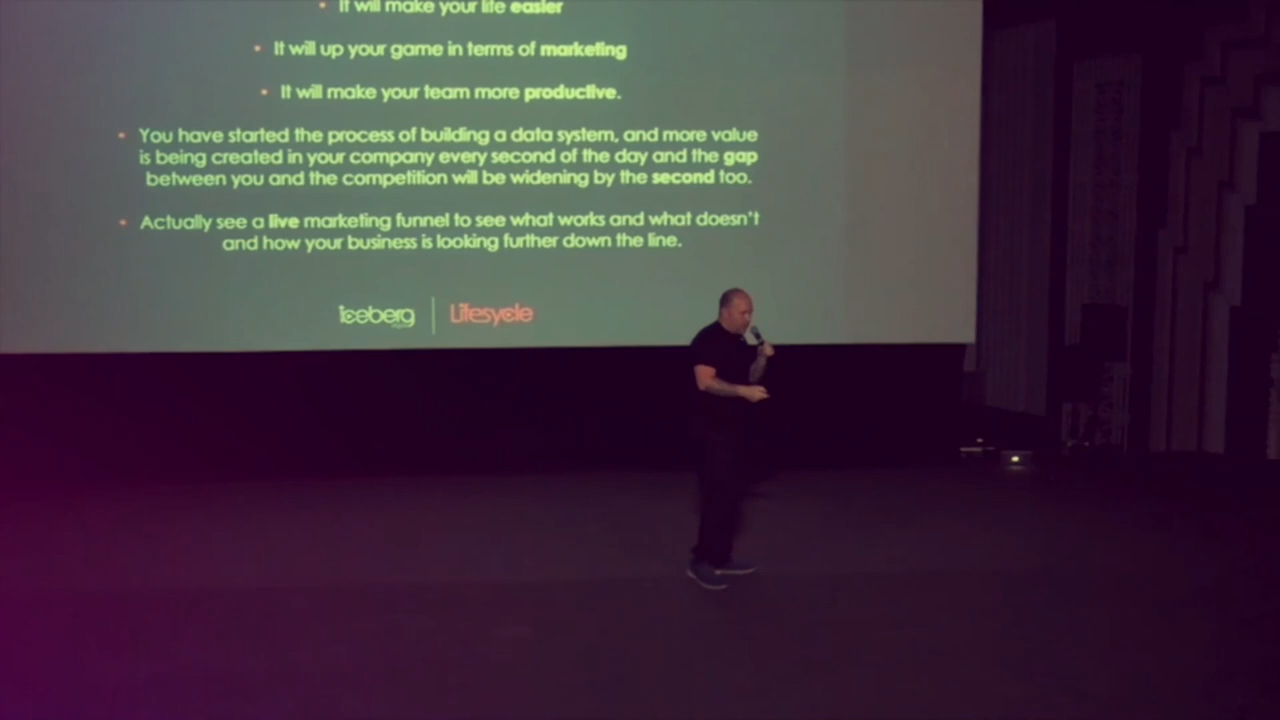 • It will make your life easier
• It will up your game in terms of marketing
• It will make your team more productive.
• You have started the process of building a data system, and more value
is being created in your company every second of the day and the gap
between you and the competition will be widening by the second too.
• Actually see a live marketing funnel to see what works and what doesn't
and how your business is looking further down the line.
iceberg | Lifesycle